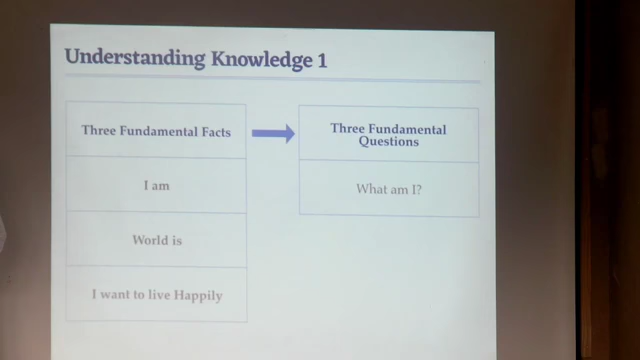 Understanding Knowledge 1
Three Fundamental Facts
I am
World is
I want to live Happily
Three Fundamental
Questions
What am I?